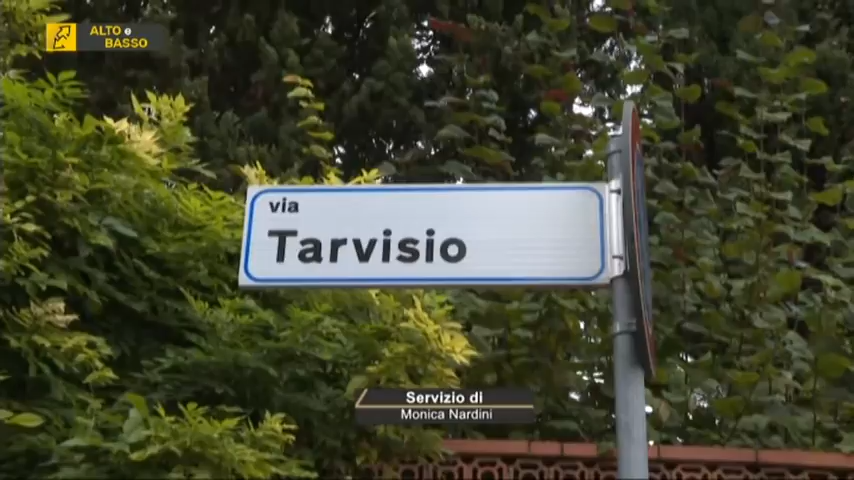 ALTO e
BASSO
via
Tarvisio
Servizio di
Monica Nardini